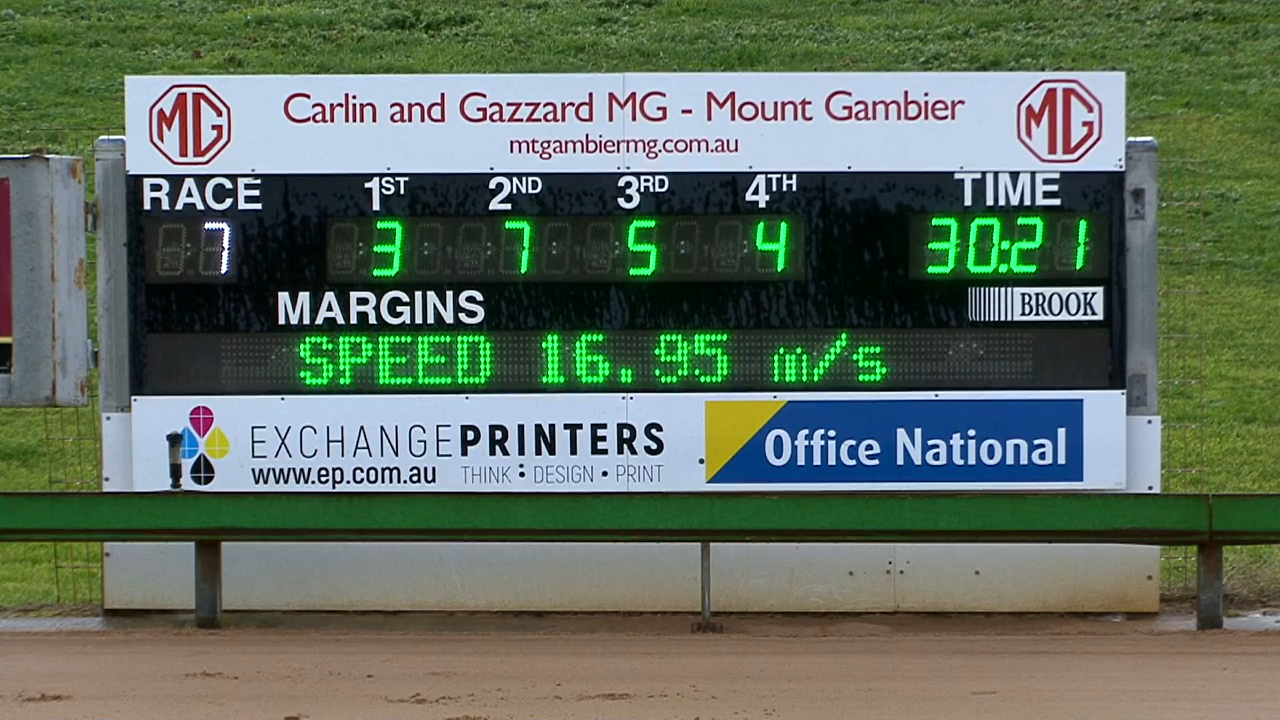 MG Carlin and Gazzard MG - Mount Gambier MG
mtgambiermg.com.au
RACE 1ST 2ND 3RD 4TH TIME
7 3 7 5 4 30:21
MARGINS BROOK
SPEED 16.95 m/s
EXCHANGEPRINTERS Office National
www.ep.com.au THINK : DESIGN • PRINT